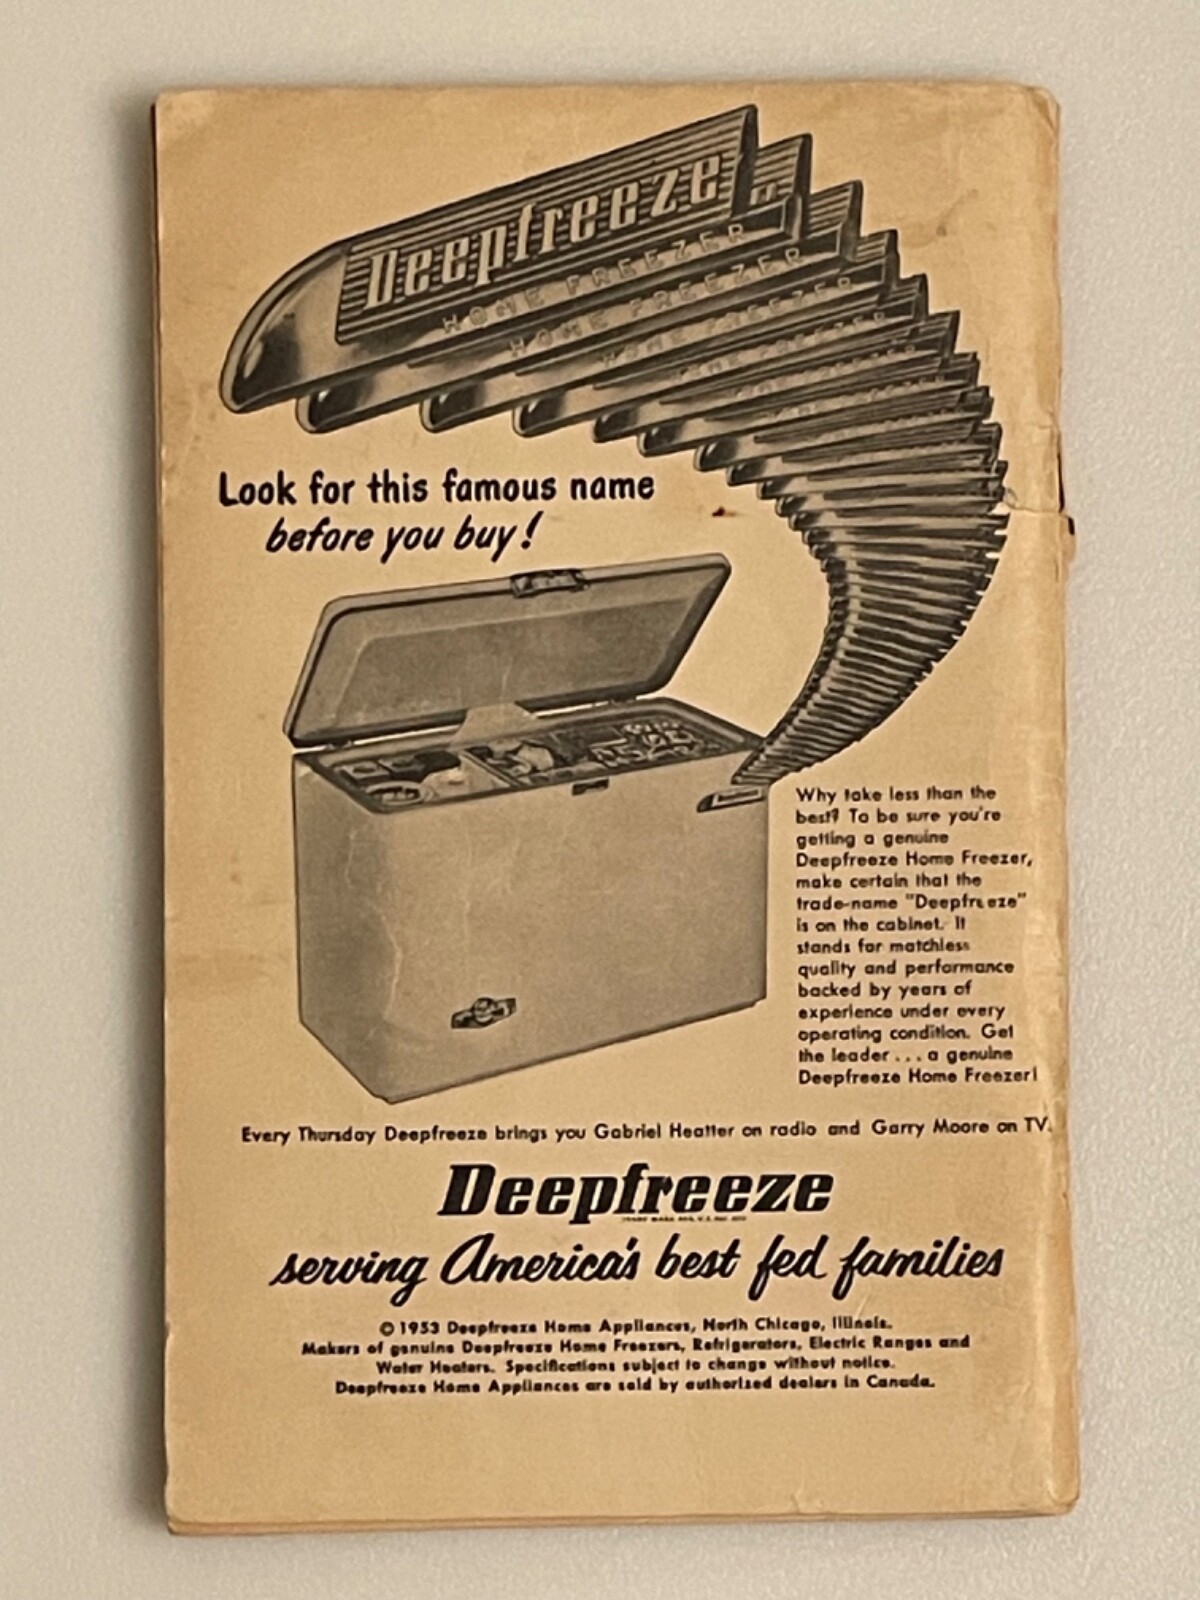 Deepfreeze
HOME FREEZER
HOME FREEZER
HOME FREEZER
HOME FREEZER
Look for this famous name
before you buy!
Why take less than the
best? To be sure you're
getting a genuine
Deepfreeze Home Freezer,
make certain that the
trade-name "Deepfreeze"
is on the cabinet. It
stands for matchless
quality and performance
backed by years of
experience under every
operating condition. Get
the leader...a genuine
Deepfreeze Home Freezer!
Every Thursday Deepfreeze brings you Gabriel Heatter on radio and Garry Moore on TV.
Deepfreeze
serving America's best fed families
© 1953 Deepfreeze Home Appliances, North Chicago, Illinois.
Makers of genuine Deepfreeze Home Freezers, Refrigerators, Electric Ranges and
Water Heaters. Specifications subject to change without notice.
Deepfreeze Home Appliances are sold by authorized dealers in Canada.